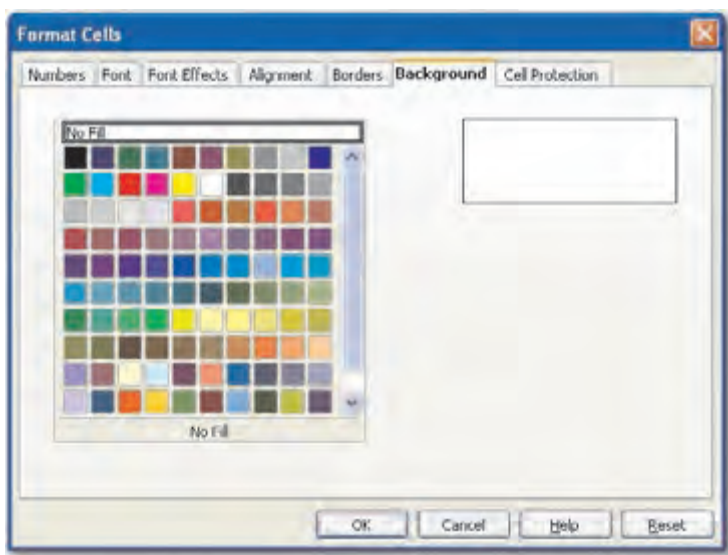 Format Cells
Numbers Font Font Effects Alignment Borders Background Cell Protection
No Fill
No Fill
OK Cancel Help Reset